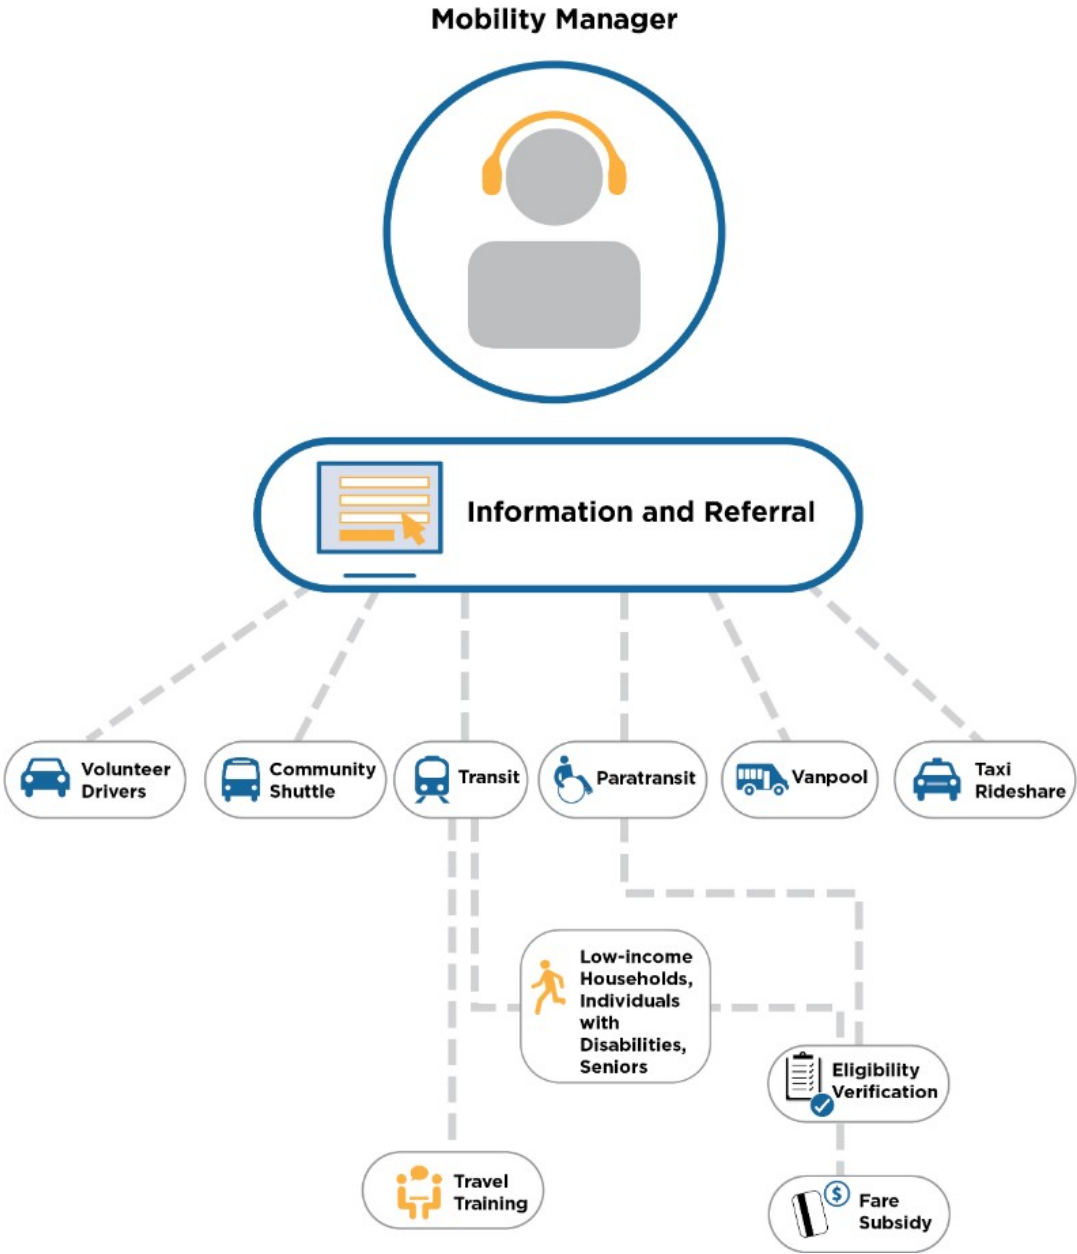 Mobility Manager
Information and Referral
Volunteer
Drivers
Community
Shuttle
Transit
Paratransit
Vanpool
Taxi
Rideshare
Low-income
Households,
Individuals
with
Disabilities,
Seniors
Eligibility
Verification
Travel
Training
$
Fare
Subsidy